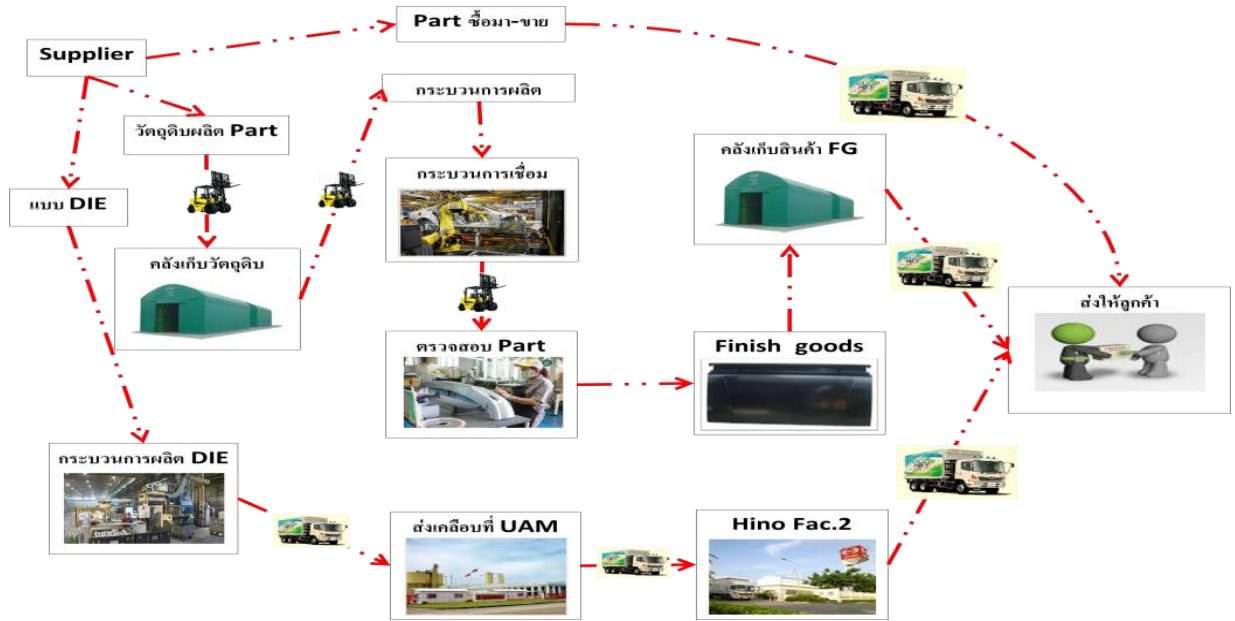 Part ซื้อมา-ขาย
Supplier
กระบวนการผลิต
วัตถุดิบผลิต Part
คลังเก็บสินค้า FG
กระบวนการเชื่อม
แบบ DIE
คลังเก็บวัตถุดิบ
ส่งให้ลูกค้า
ตรวจสอบ Part
Finish goods
กระบวนการผลิต DIE
ส่งเคลือบที่ UAM
Hino Fac.2